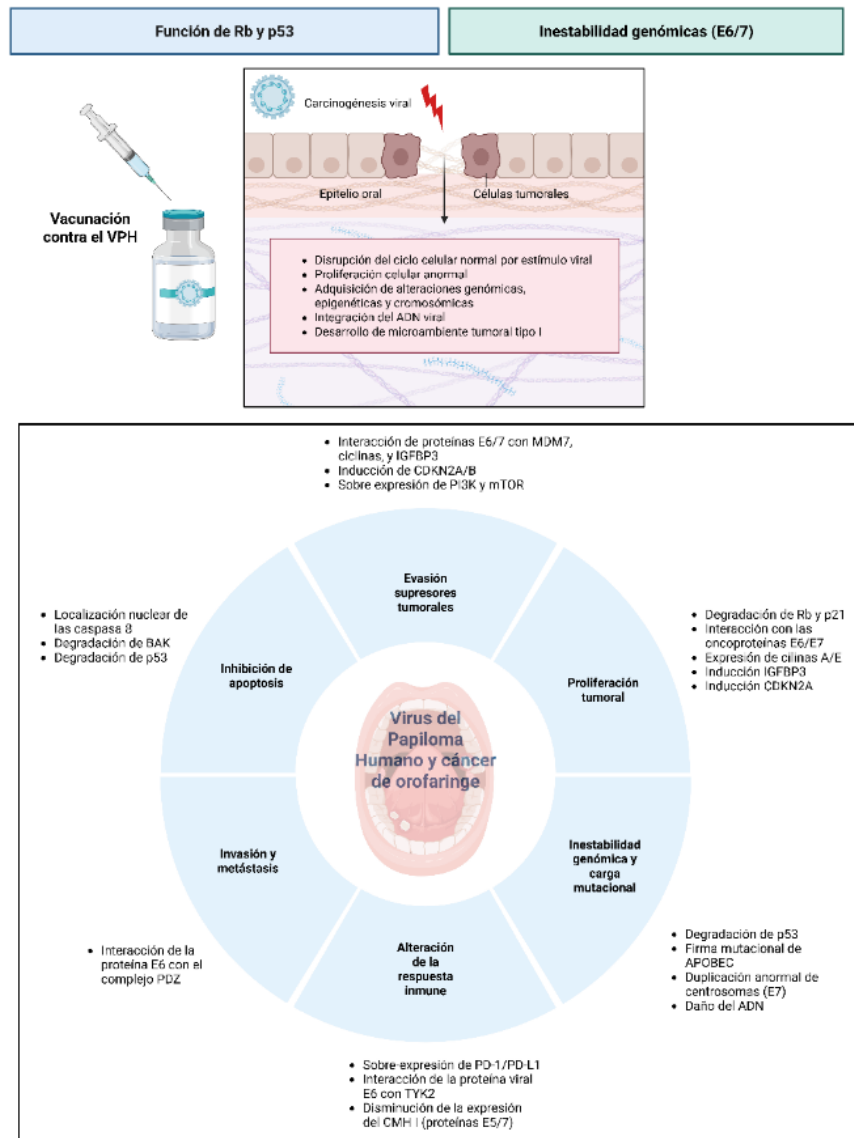 Función de Rb y p53
Inestabilidad genómicas (E6/7)
Carcinogénesis viral
Epitelio oral
Células tumorales
Vacunación
contra el VPH
• Disrupción del ciclo celular normal por estímulo viral
• Proliferación celular anormal
• Adquisición de alteraciones genómicas,
epigenéticas y cromosómicas
• Integración del ADN viral
• Desarrollo de microambiente tumoral tipo I
• Interacción de proteínas E6/7 con MDM7,
ciclinas, y IGFBP3
• Inducción de CDKN2A/B
• Sobre expresión de PI3K y mTOR
Evasión
supresores
tumorales
• Localización nuclear de
las caspasa 8
• Degradación de BAK
• Degradación de p53
Inhibición de
apoptosis
• Degradación de Rb y p21
• Interacción con las
oncoproteínas E6/E7
• Expresión de cilinas A/E
• Inducción IGFBP3
• Inducción CDKN2A
Proliferación
tumoral
Virus del
Papiloma
Humano y cáncer
de orofaringe
Invasión y
metástasis
Inestabilidad
genómica y
carga
mutacional
• Interacción de la
proteína E6 con el
complejo PDZ
Alteración
de la
respuesta
inmune
• Degradación de p53
• Firma mutacional de
APOBEC
• Duplicación anormal de
centrosomas (E7)
• Daño del ADN
• Sobre-expresión de PD-1/PD-L1
• Interacción de la proteína viral
E6 con TYK2
• Disminución de la expresión
del CMH I (proteínas E5/7)